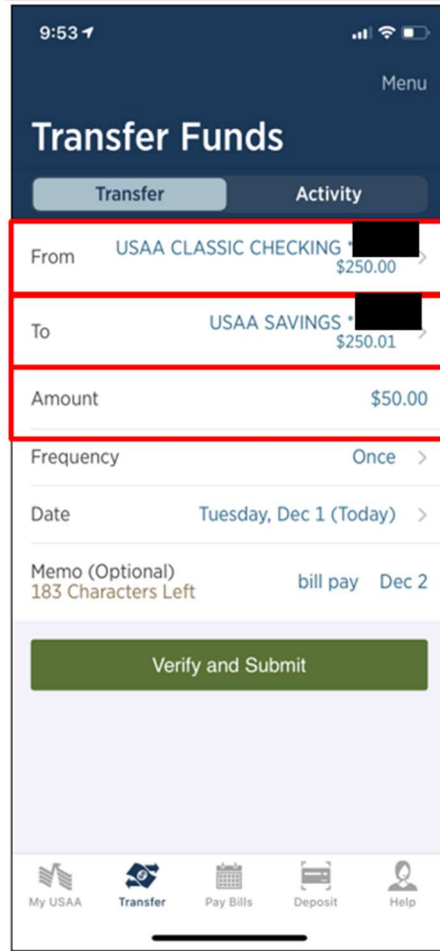 9:53
Menu
Transfer Funds
Transfer Activity
From USAA CLASSIC CHECKING *
$250.00
To USAA SAVINGS *
$250.01
Amount $50.00
Frequency Once
Date Tuesday, Dec 1 (Today)
Memo (Optional) bill pay Dec 2
183 Characters Left
Verify and Submit
My USAA Transfer Pay Bills Deposit Help